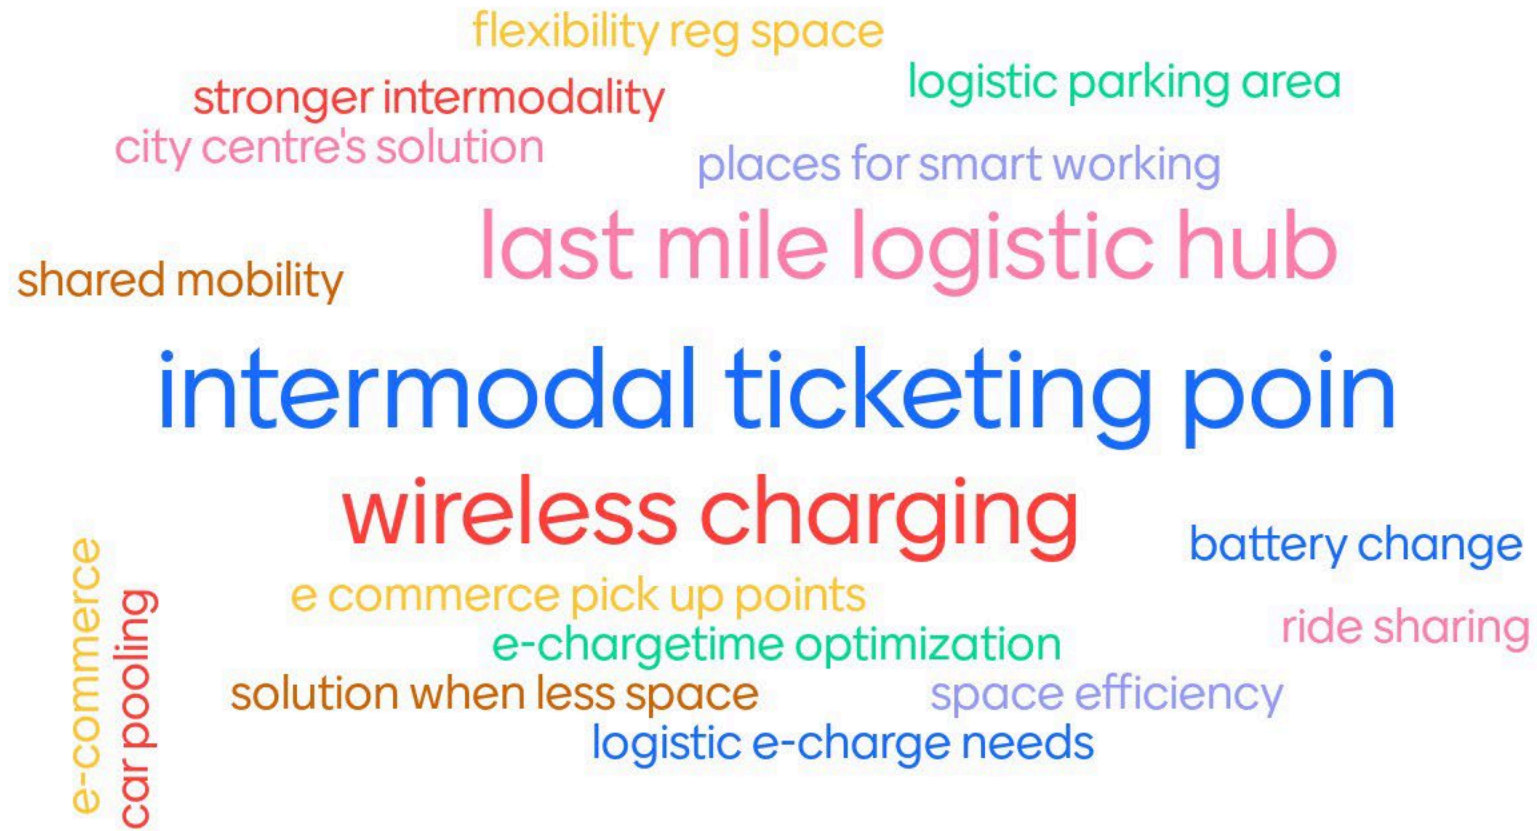 flexibility reg space
logistic parking area
stronger intermodality
city centre's solution
places for smart working
last mile logistic hub
shared mobility
intermodal ticketing poin
wireless charging
battery change
e-commerce
car pooling
e commerce pick up points
ride sharing
e-chargetime optimization
solution when less space
space efficiency
logistic e-charge needs